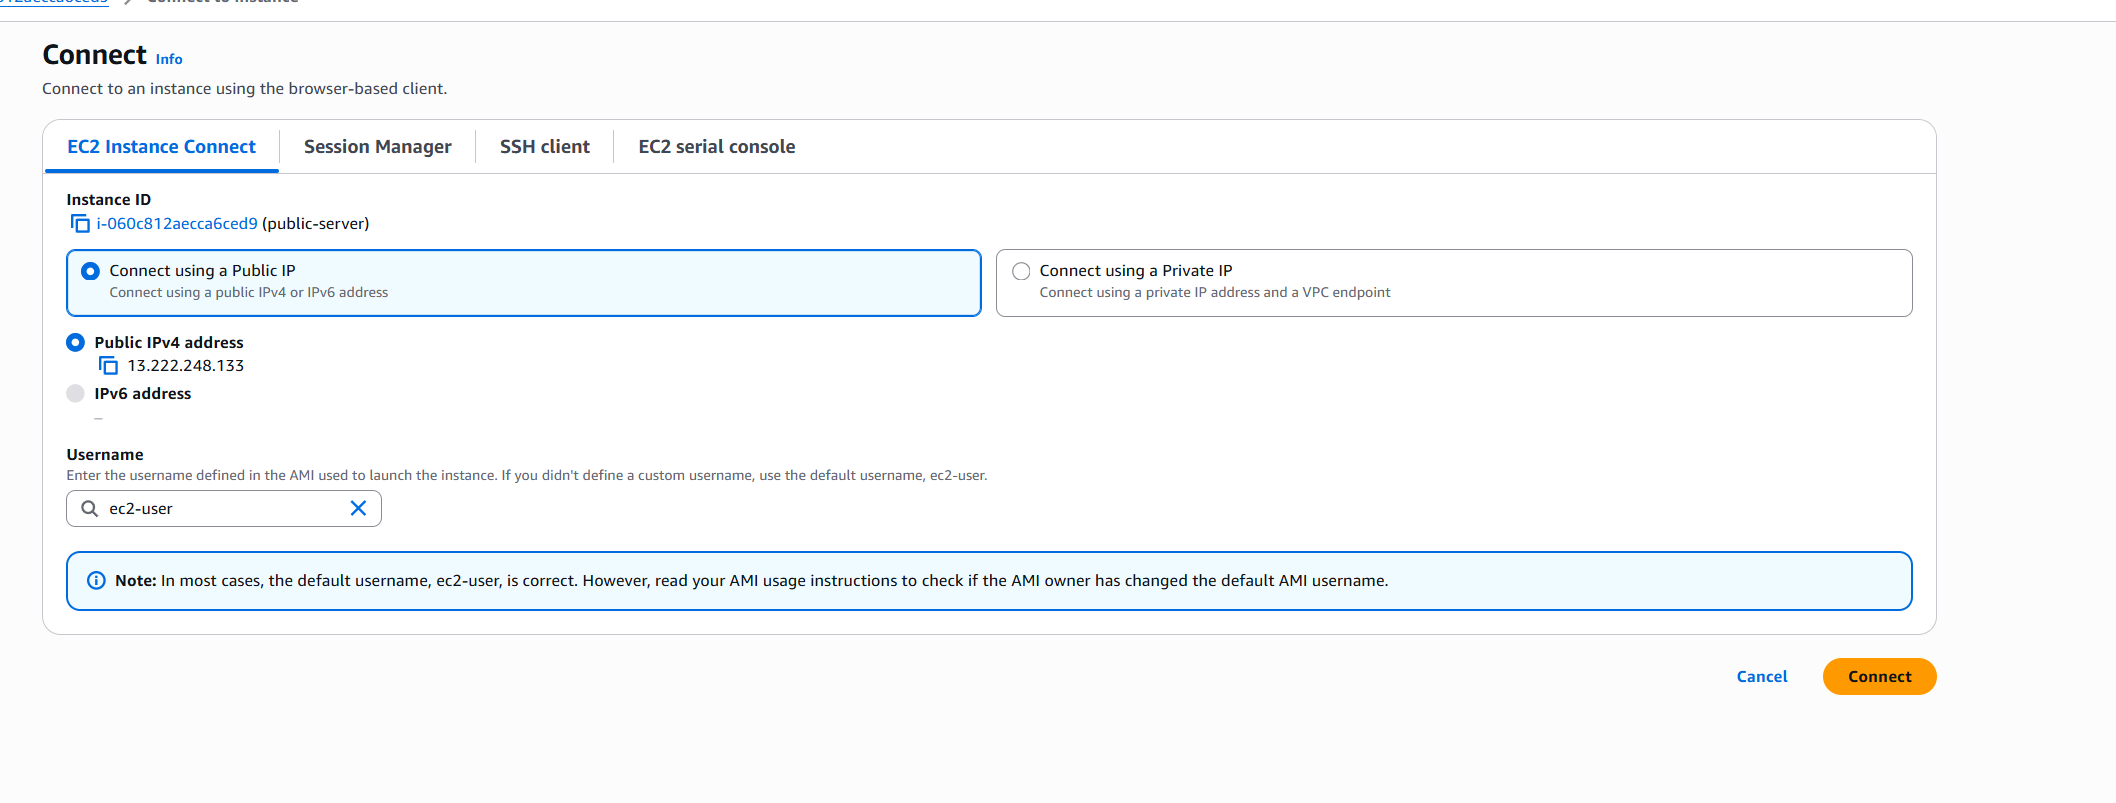 Connect Info
Connect to an instance using the browser-based client.
EC2 Instance Connect
Session Manager
SSH client
EC2 serial console
Instance ID
i-060c812aecca6ced9 (public-server)
Connect using a Public IP
Connect using a public IPv4 or IPv6 address
Connect using a Private IP
Connect using a private IP address and a VPC endpoint
Public IPv4 address
13.222.248.133
IPv6 address
–
Username
Enter the username defined in the AMI used to launch the instance. If you didn't define a custom username, use the default username, ec2-user.
ec2-user
Note: In most cases, the default username, ec2-user, is correct. However, read your AMI usage instructions to check if the AMI owner has changed the default AMI username.
Cancel
Connect